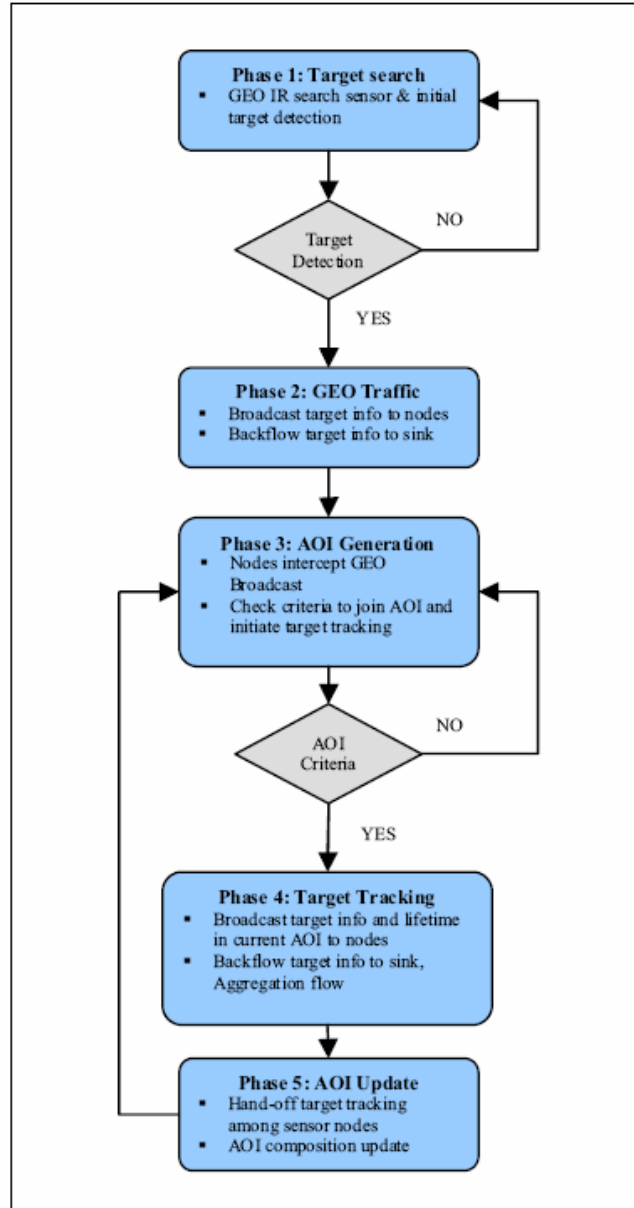 Phase 1: Target search
▪ GEO IR search sensor & initial
target detection
NO
Target
Detection
YES
Phase 2: GEO Traffic
▪ Broadcast target info to nodes
▪ Backflow target info to sink
Phase 3: AOI Generation
▪ Nodes intercept GEO
Broadcast
▪ Check criteria to join AOI and
initiate target tracking
NO
AOI
Criteria
YES
Phase 4: Target Tracking
▪ Broadcast target info and lifetime
in current AOI to nodes
▪ Backflow target info to sink,
Aggregation flow
Phase 5: AOI Update
▪ Hand-off target tracking
among sensor nodes
▪ AOI composition update